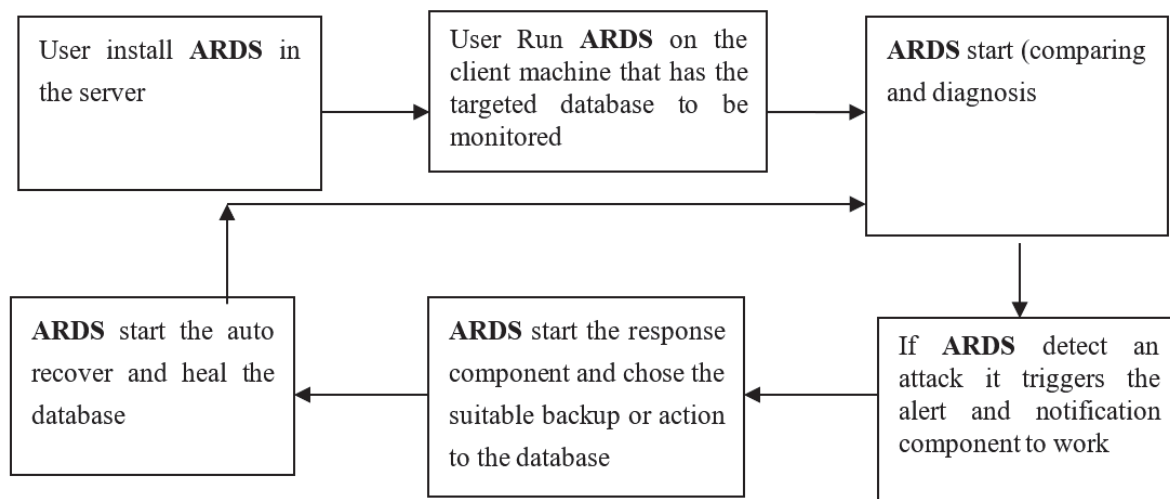 User install ARDS in
the server
User Run ARDS on the
client machine that has the
targeted database to be
monitored
ARDS start (comparing
and diagnosis
ARDS start the auto
recover and heal the
database
ARDS start the response
component and chose the
suitable backup or action
to the database
If ARDS detect an
attack it triggers the
alert and notification
component to work